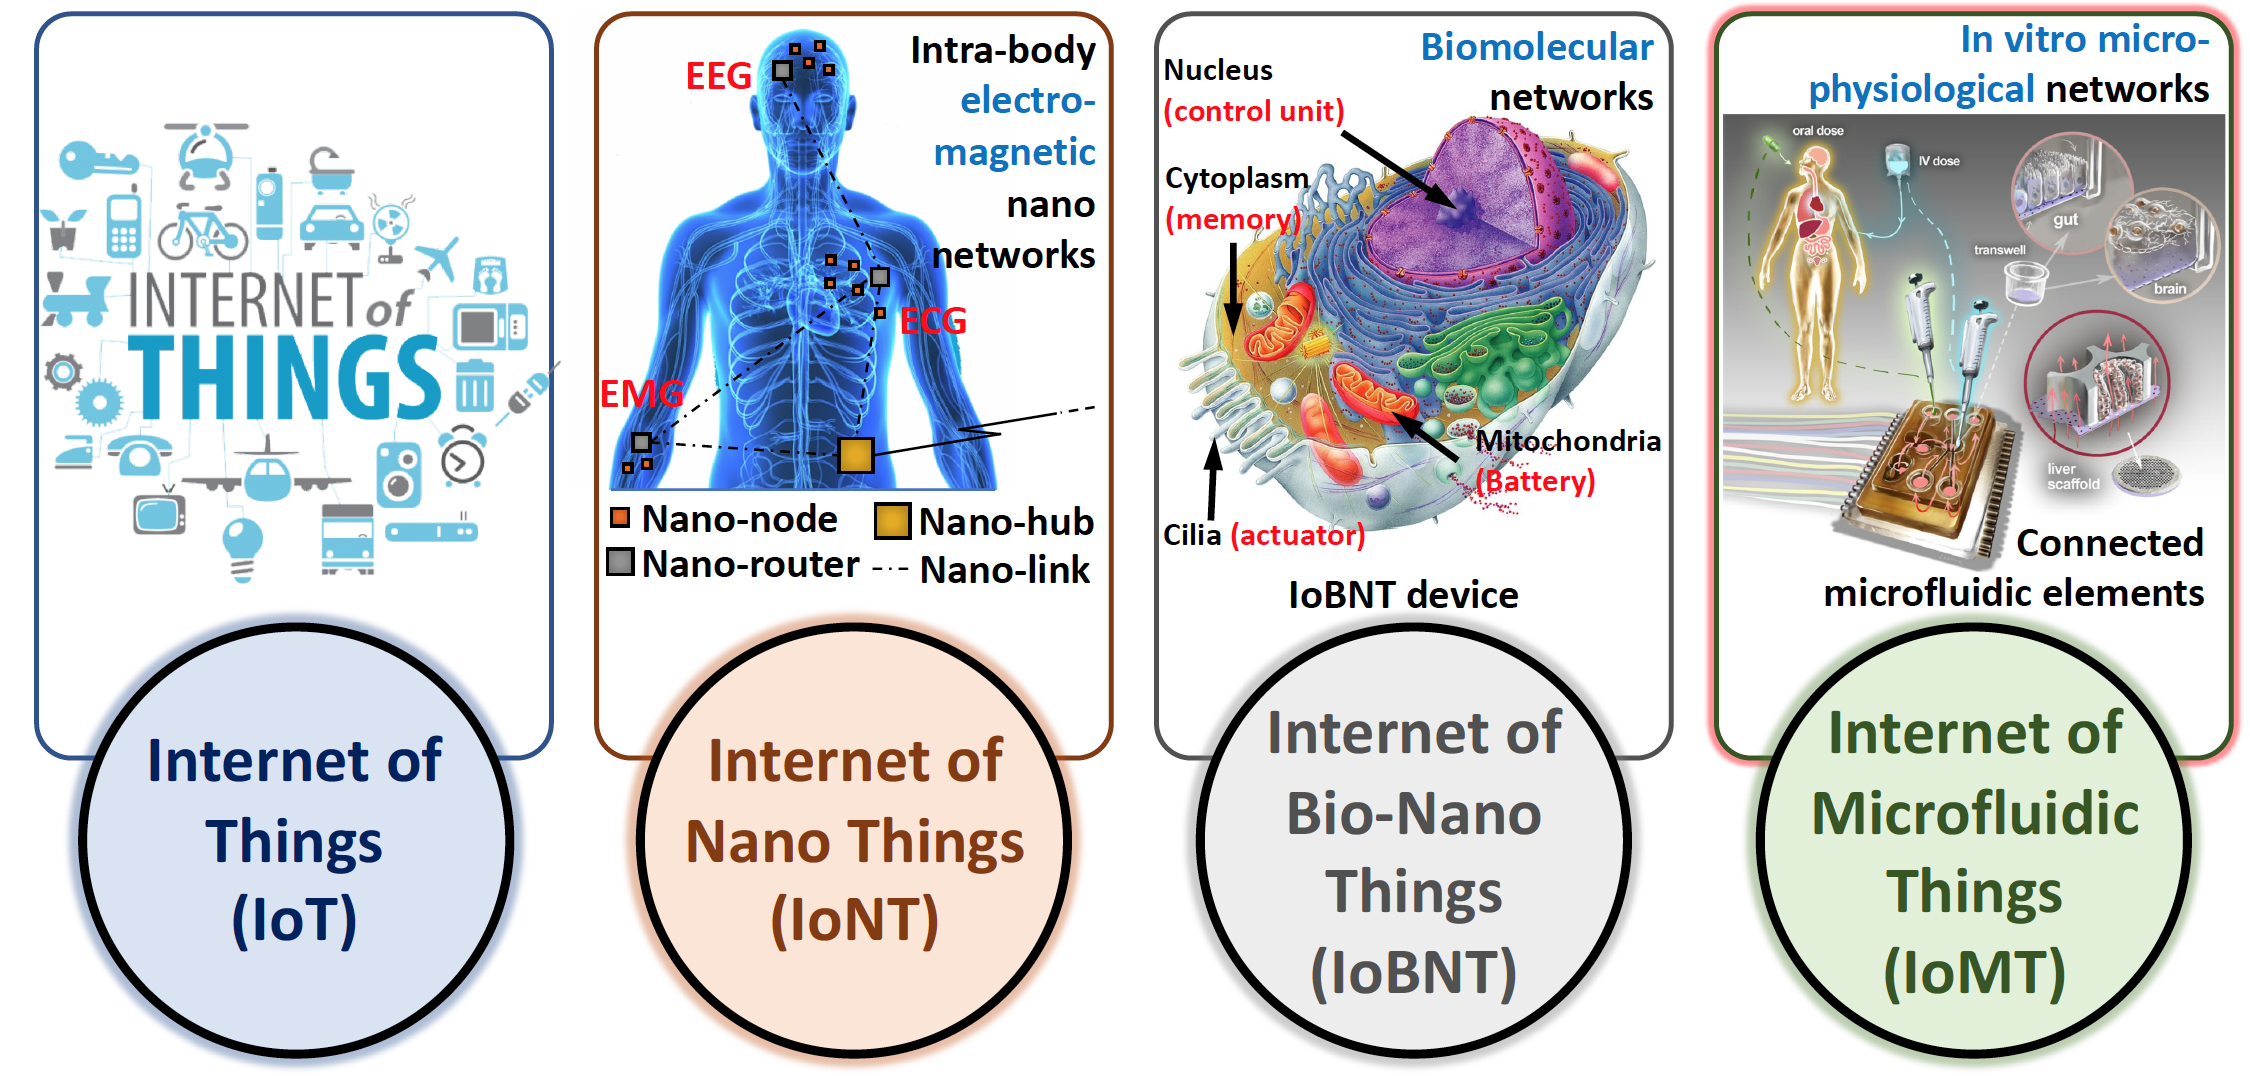 INTERNET of
THINGS
Internet of
Things
(IoT)
Intra-body
electro-
magnetic
nano
networks
EEG
ECG
EMG
Nano-node
Nano-hub
Nano-router
Nano-link
Internet of
Nano Things
(IoNT)
Biomolecular
networks
Nucleus
(control unit)
Cytoplasm
(memory)
Mitochondria
(Battery)
Cilia (actuator)
IoBNT device
Internet of
Bio-Nano
Things
(IoBNT)
In vitro micro-
physiological networks
oral dose
IV dose
gut
transwell
brain
liver
scaffold
Connected
microfluidic elements
Internet of
Microfluidic
Things
(IoMT)